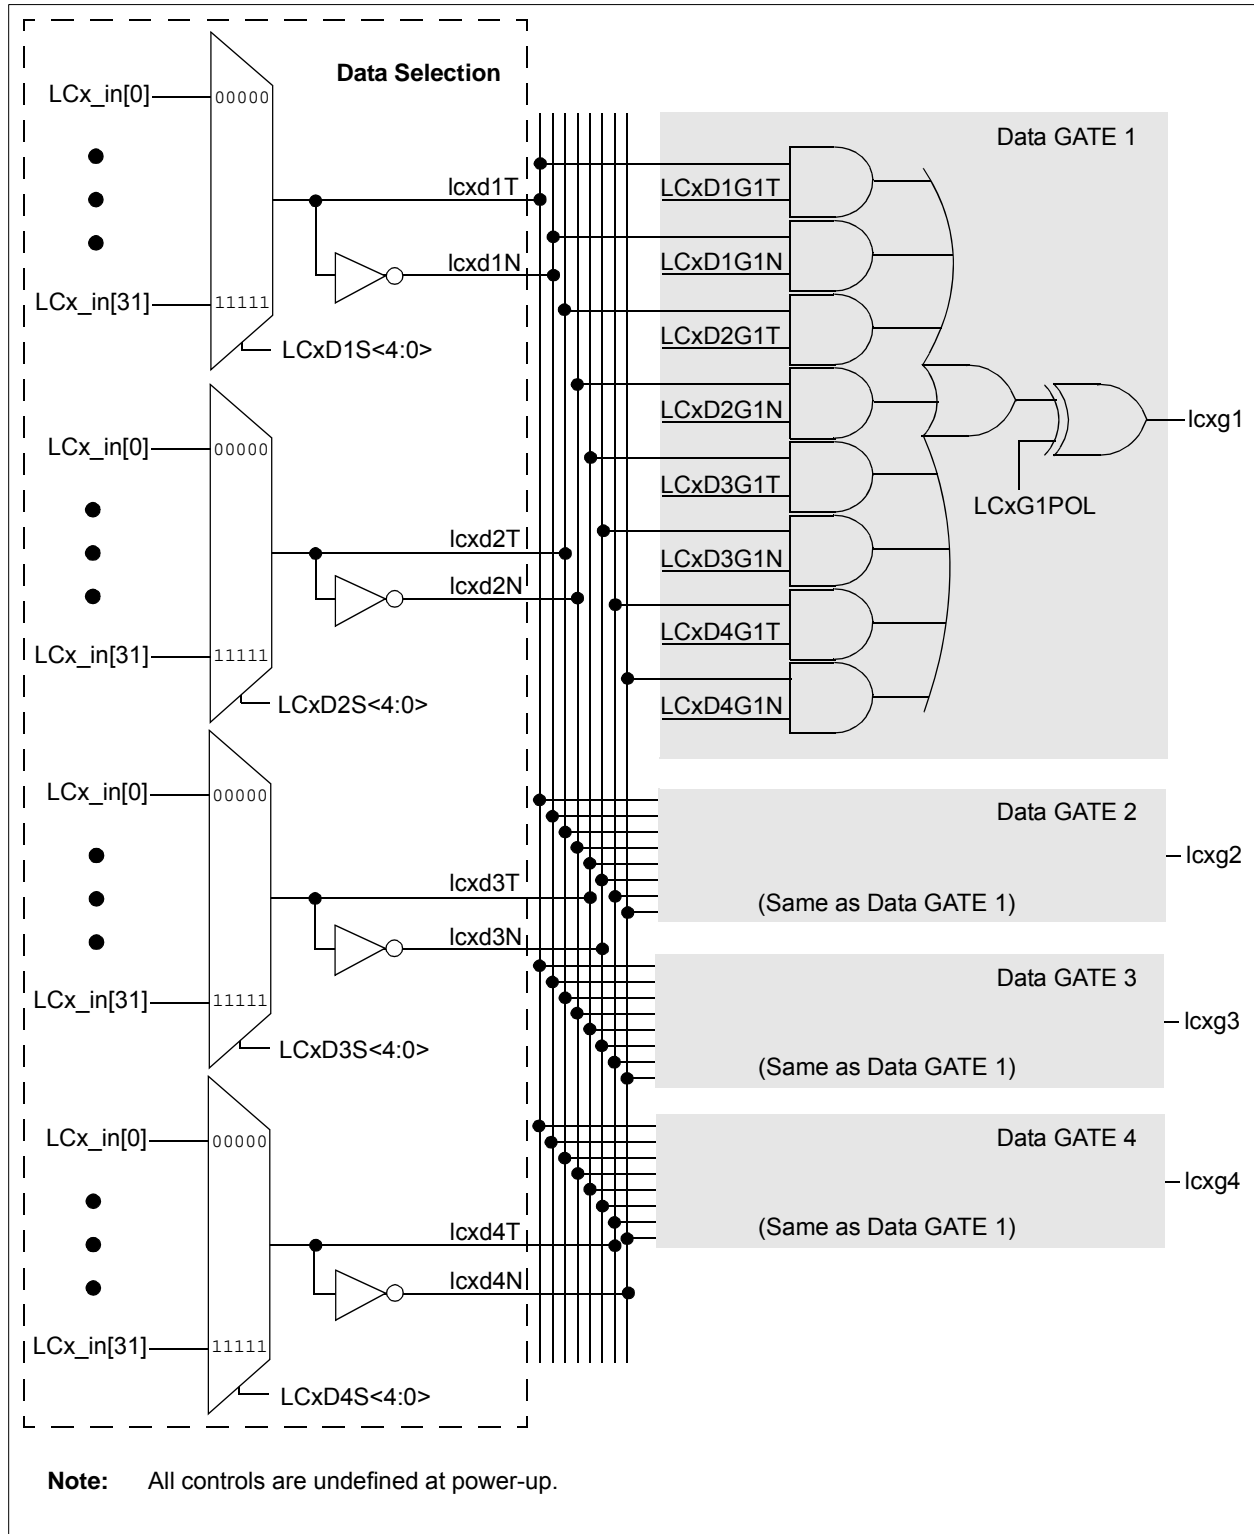 Data Selection
LCx_in[0]
00000
LCx_in[31]
11111
LCxD1S<4:0>
lcxd1T
lcxd1N
LCx_in[0]
00000
LCx_in[31]
11111
LCxD2S<4:0>
lcxd2T
lcxd2N
LCx_in[0]
00000
LCx_in[31]
11111
LCxD3S<4:0>
lcxd3T
lcxd3N
LCx_in[0]
00000
LCx_in[31]
11111
LCxD4S<4:0>
lcxd4T
lcxd4N
Data GATE 1
LCxD1G1T
LCxD1G1N
LCxD2G1T
LCxD2G1N
LCxD3G1T
LCxD3G1N
LCxD4G1T
LCxD4G1N
LCxG1POL
lcxg1
Data GATE 2
(Same as Data GATE 1)
lcxg2
Data GATE 3
(Same as Data GATE 1)
lcxg3
Data GATE 4
(Same as Data GATE 1)
lcxg4
Note: All controls are undefined at power-up.